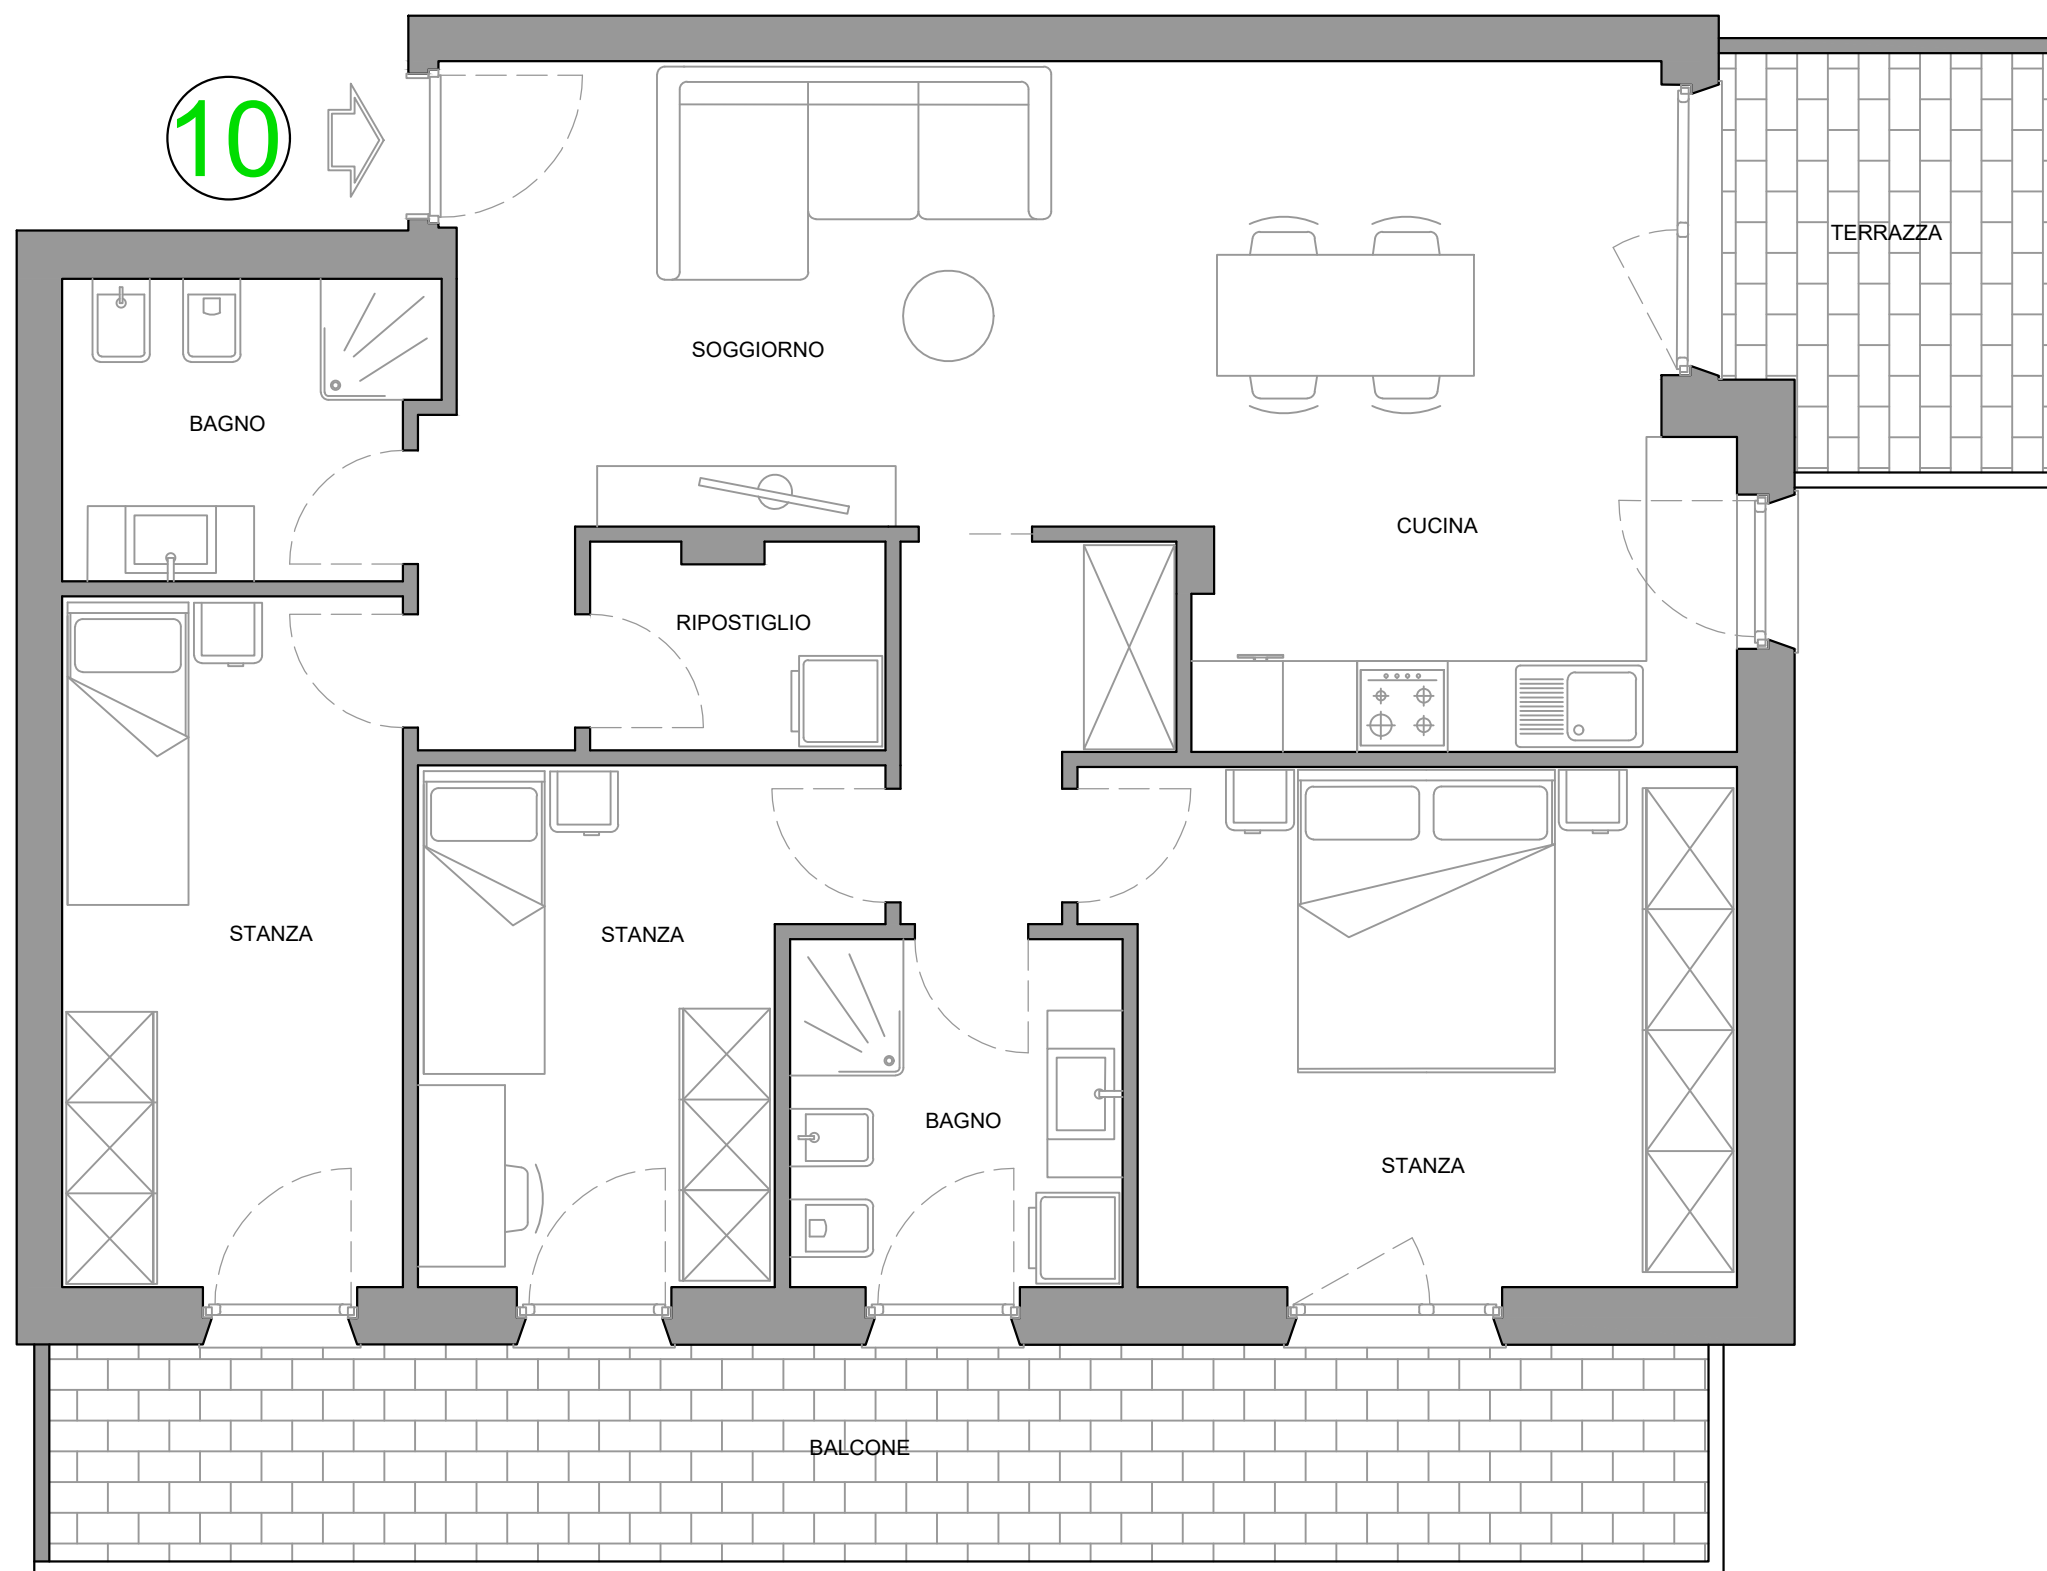 10
TERRAZZA
SOGGIORNO
BAGNO
CUCINA
RIPOSTIGLIO
STANZA
STANZA
BAGNO
STANZA
BALCONE